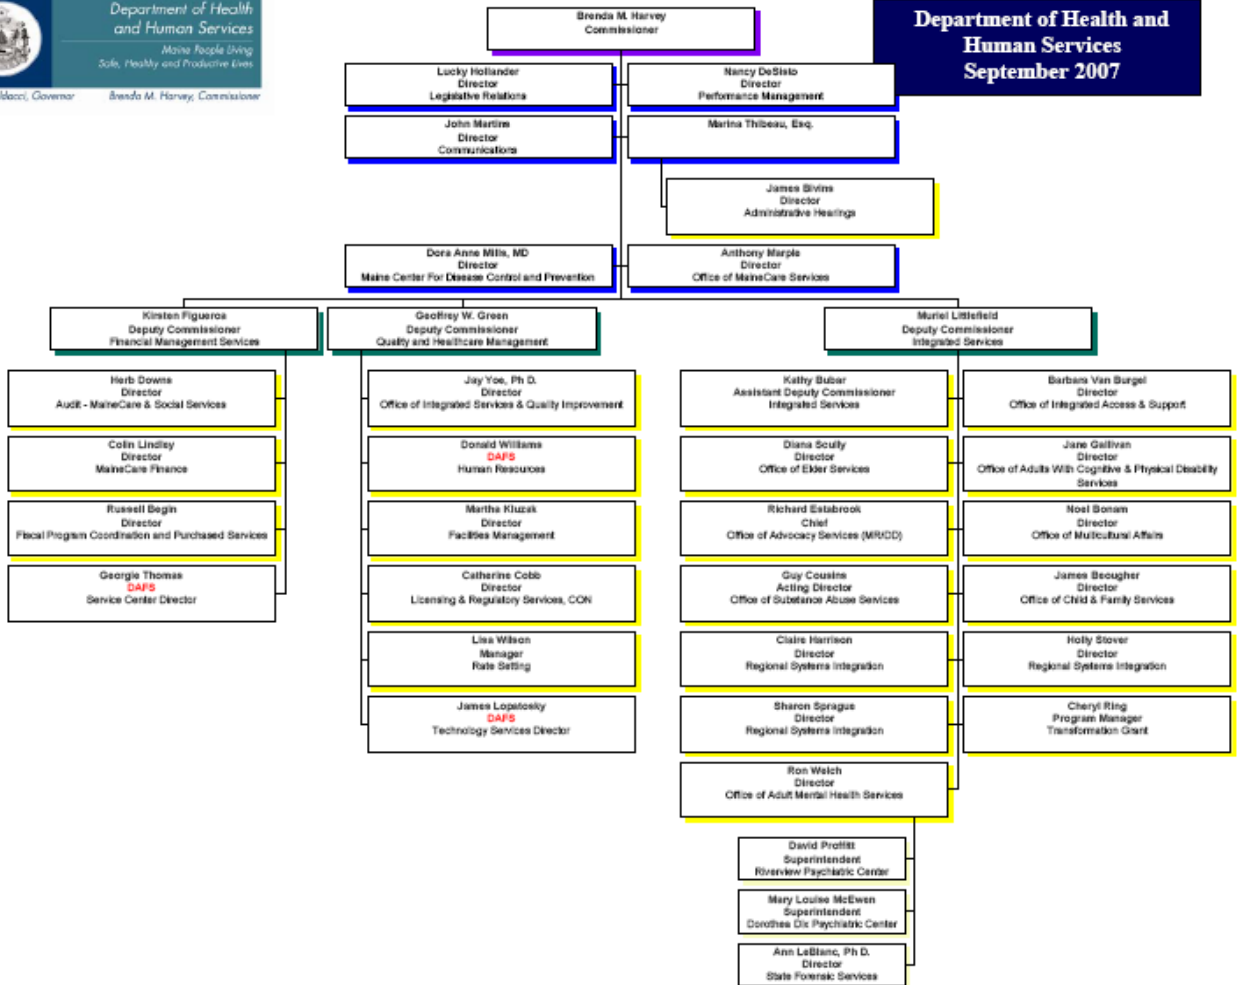 Department of Health
and Human Services
Maine People Living
Safe, Healthy and Productive Lives
Governor
Brenda M. Harvey, Commissioner
Department of Health and
Human Services
September 2007
Brenda M. Harvey
Commissioner
Lucky Hollander
Director
Legislative Relations
Nancy DeSisto
Director
Performance Management
John Martins
Director
Communications
Marina Thibeau, Esq.
James Bivins
Director
Administrative Hearings
Dora Anne Mills, MD
Director
Maine Center For Disease Control and Prevention
Anthony Marple
Director
Office of MaineCare Services
Kirsten Figueroa
Deputy Commissioner
Financial Management Services
Geoffrey W. Green
Deputy Commissioner
Quality and Healthcare Management
Muriel Littlefield
Deputy Commissioner
Integrated Services
Herb Downs
Director
Audit - MaineCare & Social Services
Colin Lindley
Director
MaineCare Finance
Russell Begin
Director
Fiscal Program Coordination and Purchased Services
Georgie Thomas
DAFS
Service Center Director
Jay Yoe, Ph D.
Director
Office of Integrated Services & Quality Improvement
Donald Williams
DAFS
Human Resources
Martha Kluzak
Director
Facilities Management
Catherine Cobb
Director
Licensing & Regulatory Services, CON
Lisa Wilson
Manager
Rate Setting
James Lopatosky
DAFS
Technology Services Director
Kathy Bubar
Assistant Deputy Commissioner
Integrated Services
Barbara Van Burgel
Director
Office of Integrated Access & Support
Diana Scully
Director
Office of Elder Services
Jane Gallivan
Director
Office of Adults With Cognitive & Physical Disability
Services
Richard Estabrook
Chief
Office of Advocacy Services (MR/DD)
Noel Bonam
Director
Office of Multicultural Affairs
Guy Cousins
Acting Director
Office of Substance Abuse Services
James Beougher
Director
Office of Child & Family Services
Claire Harrison
Director
Regional Systems Integration
Holly Stover
Director
Regional Systems Integration
Sharon Sprague
Director
Regional Systems Integration
Cheryl Ring
Program Manager
Transformation Grant
Ron Welch
Director
Office of Adult Mental Health Services
David Proffitt
Superintendent
Riverview Psychiatric Center
Mary Louise McEwen
Superintendent
Dorothea Dix Psychiatric Center
Ann LeBlanc, Ph D.
Director
State Forensic Services